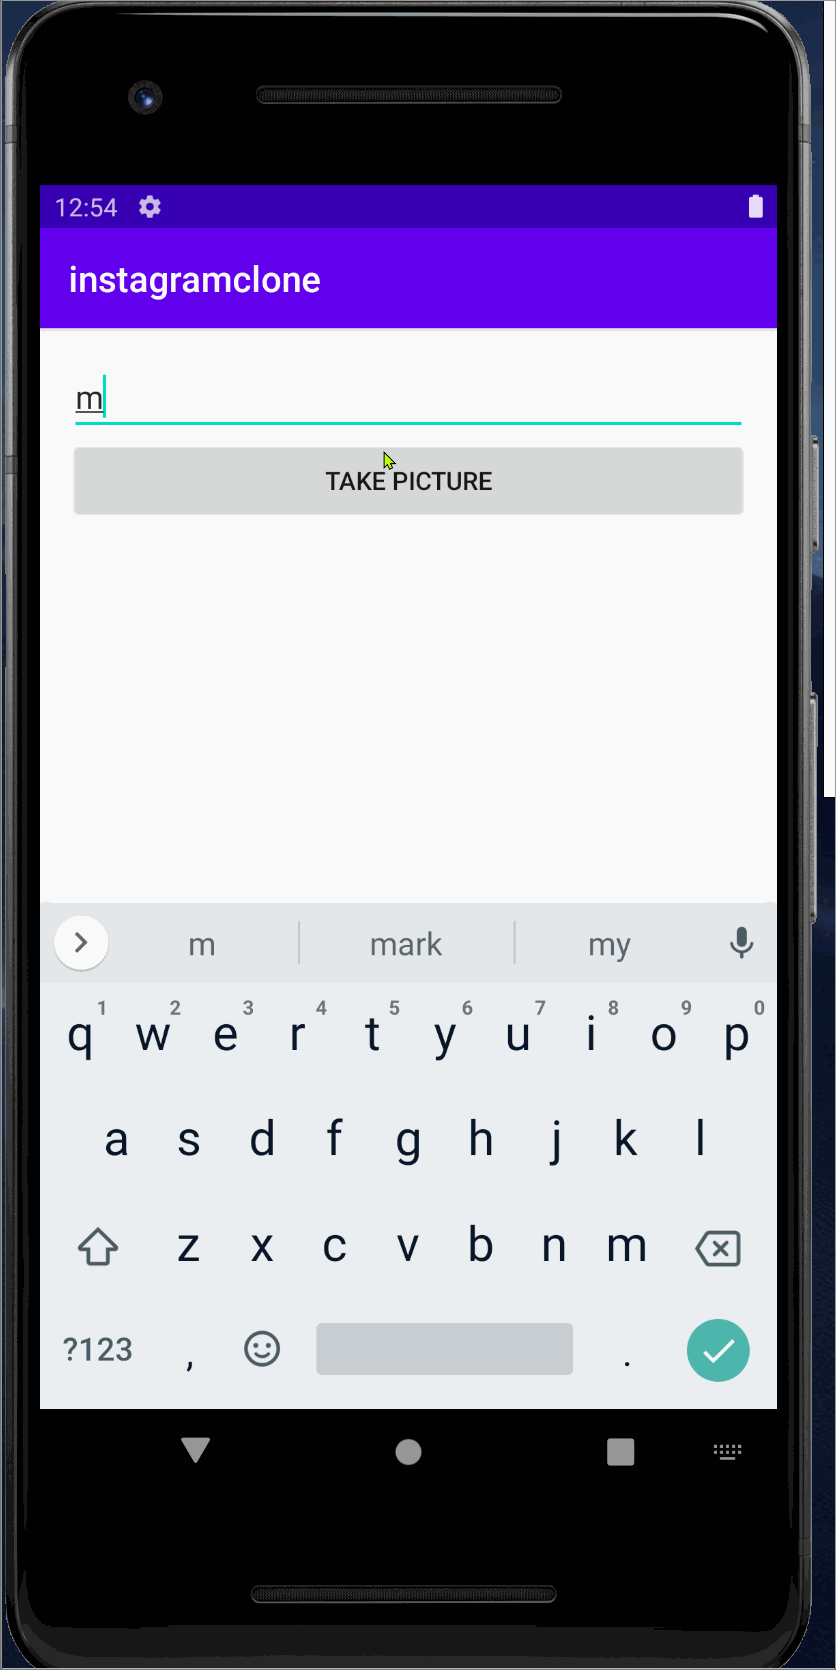 12:54
instagramclone
m
TAKE PICTURE
m mark my
1 2 3 4 5 6 7 8 9 0
q w e r t y u i o p
a s d f g h j k l
z x c v b n m
?123 , .